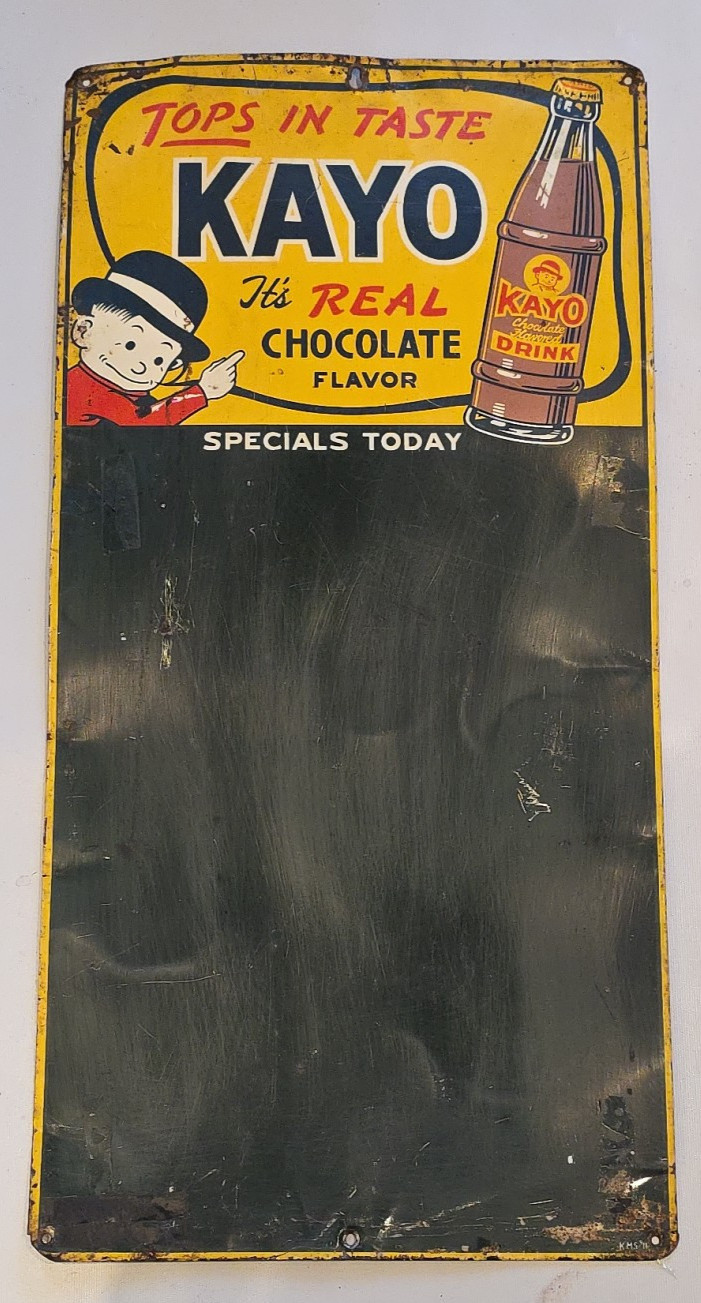 TOPS IN TASTE
KAYO
It's REAL
CHOCOLATE
FLAVOR
KAYO
Chocolate
Flavored
DRINK
SPECIALS TODAY